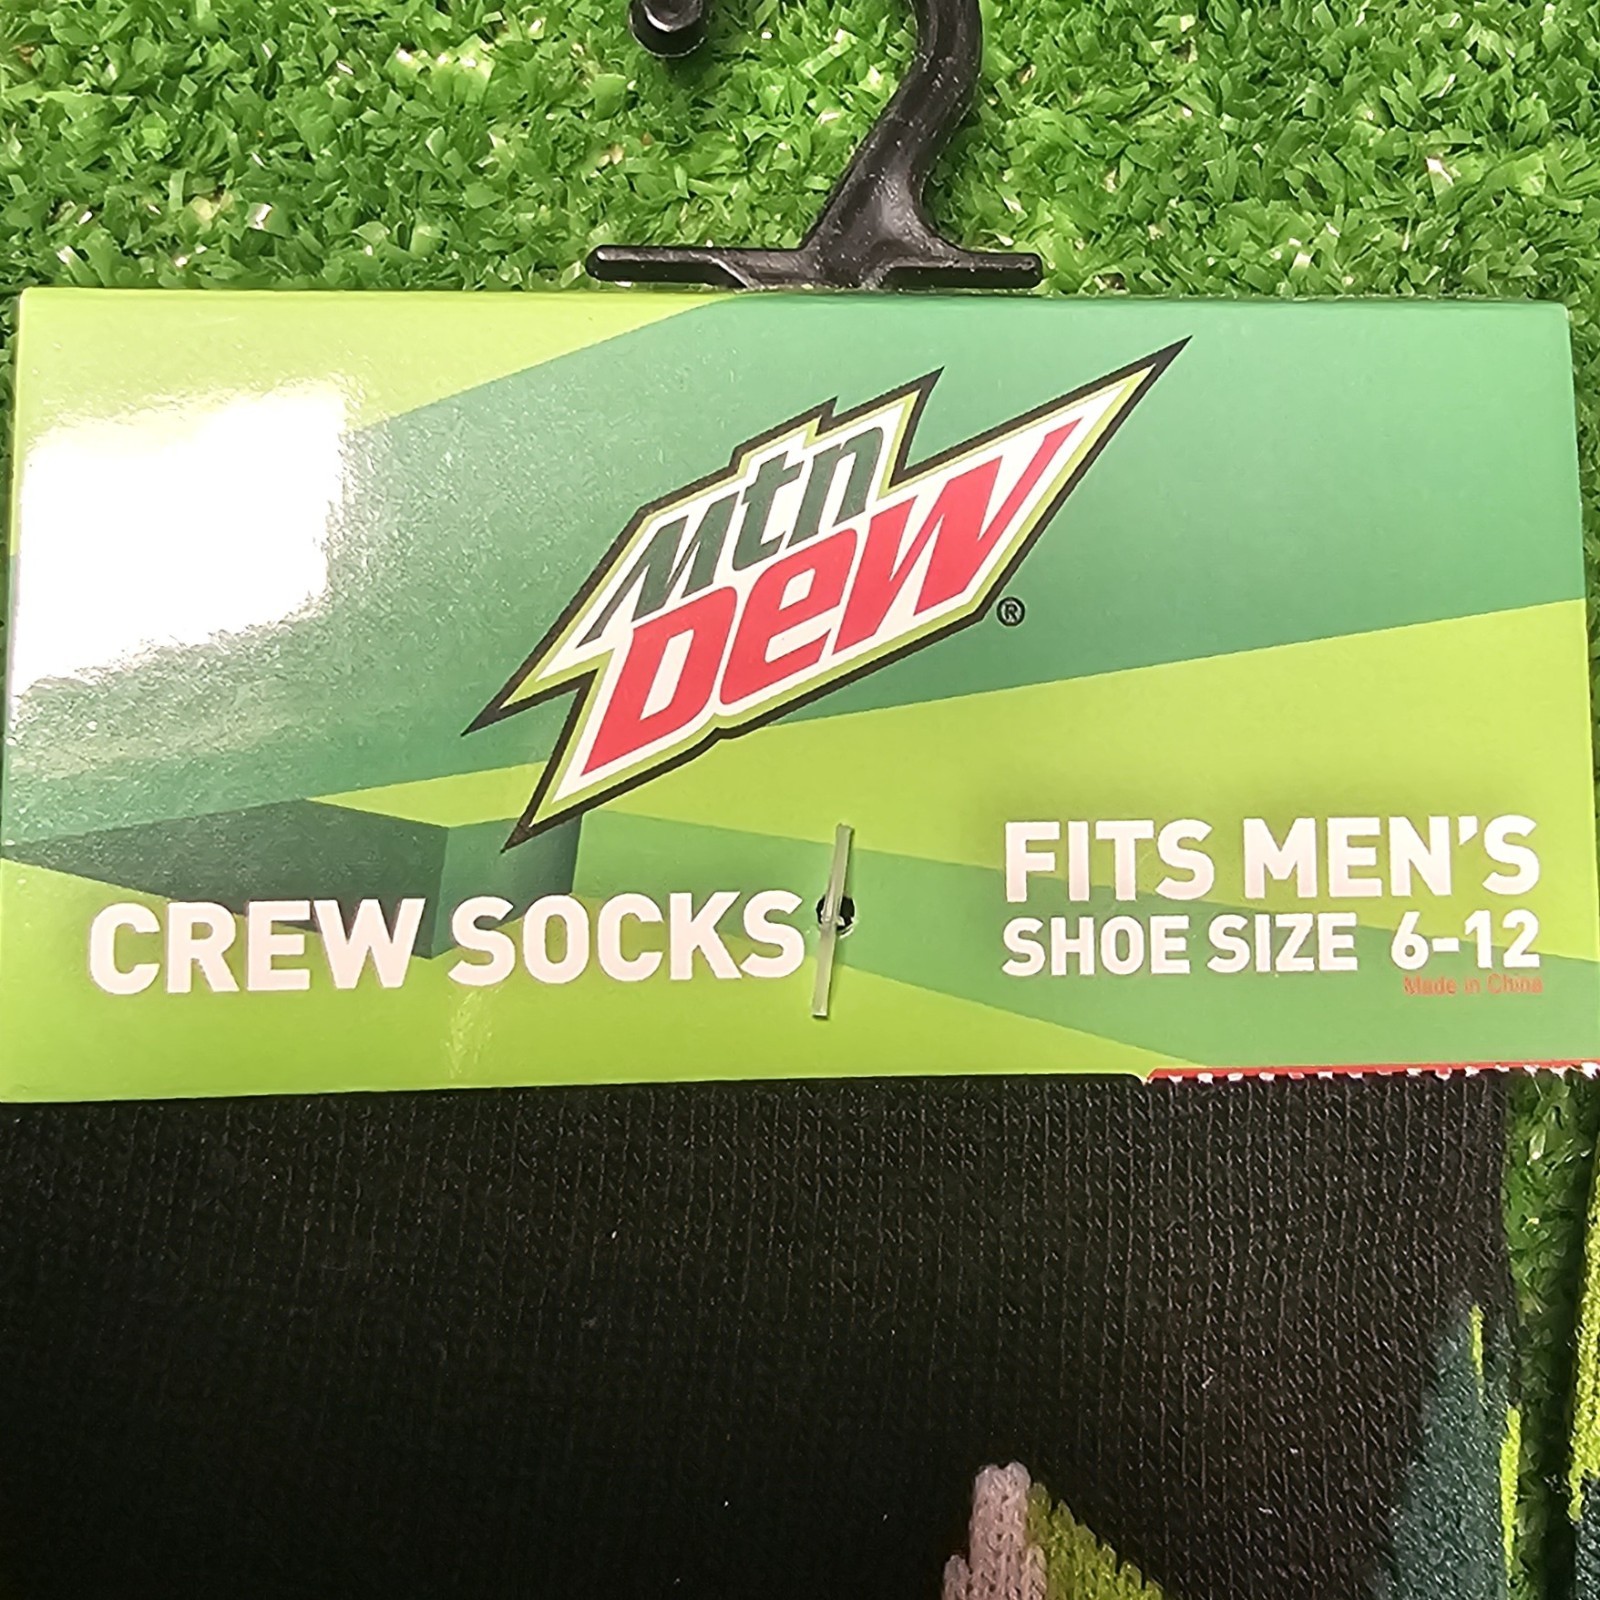 mtn
DEW®
CREW SOCKS
FITS MEN'S
SHOE SIZE 6-12
Made in China